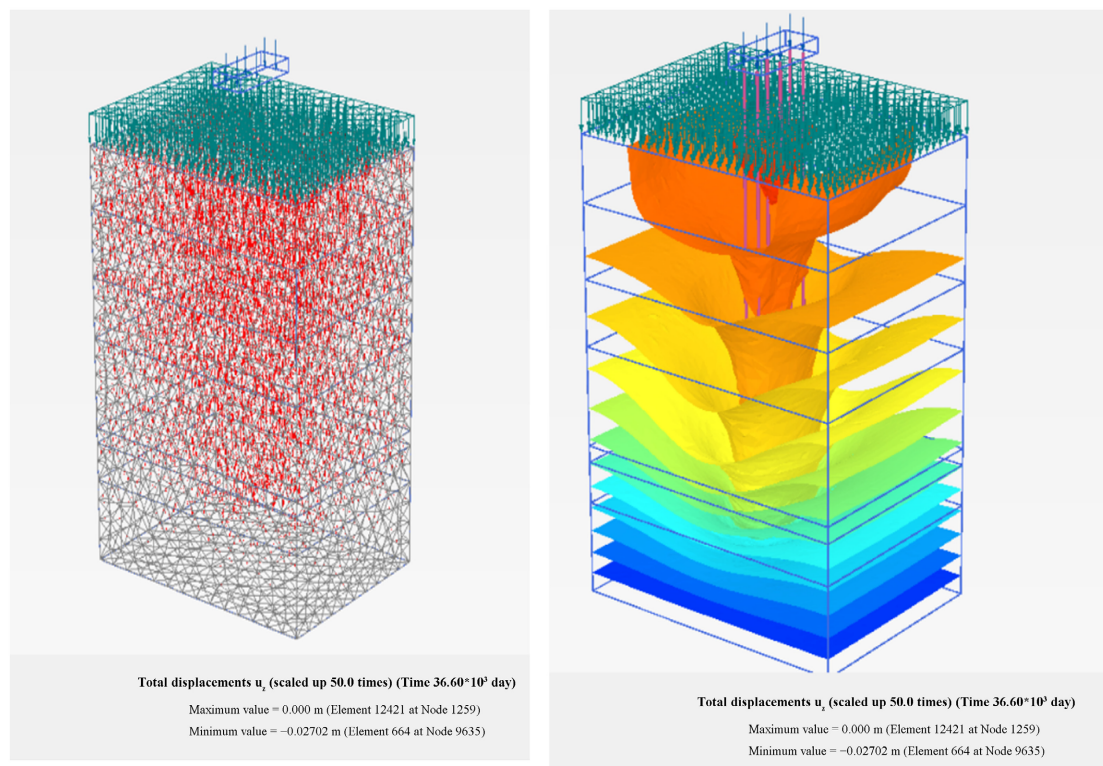 Total displacements uz (scaled up 50.0 times) (Time 36.60*10³ day)
Maximum value = 0.000 m (Element 12421 at Node 1259)
Minimum value = −0.02702 m (Element 664 at Node 9635)
Total displacements uz (scaled up 50.0 times) (Time 36.60*10³ day)
Maximum value = 0.000 m (Element 12421 at Node 1259)
Minimum value = −0.02702 m (Element 664 at Node 9635)